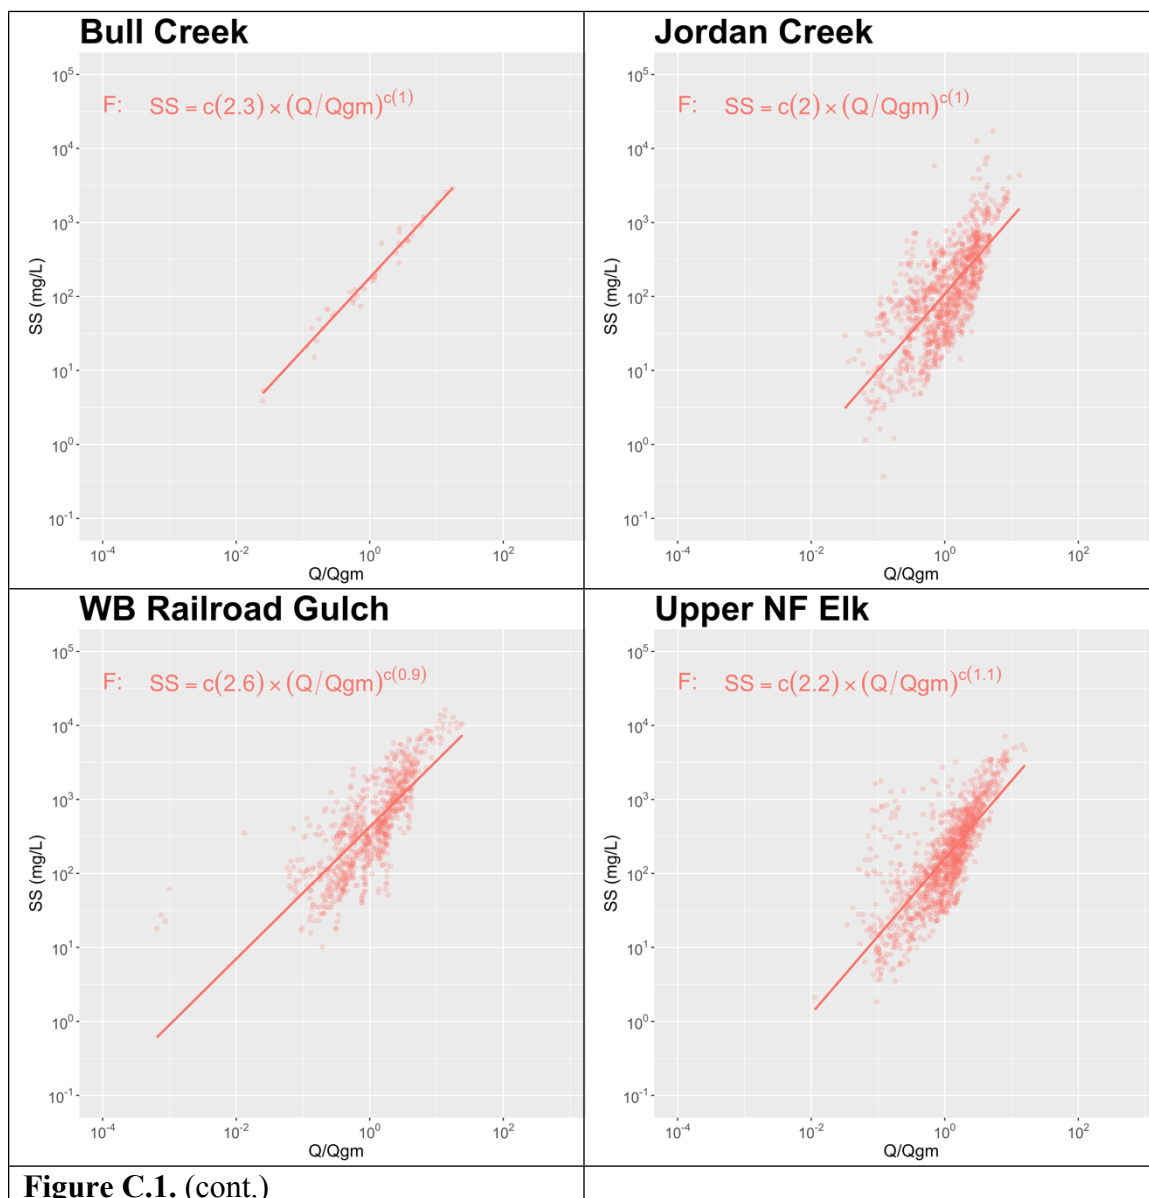 Bull Creek
10^5
10^4
10^3
10^2
10^1
10^0
10^-1
SS (mg/L)
F: SS = c(2.3) × (Q/Qgm)^c(1)
10^-4 10^-2 10^0 10^2
Q/Qgm
Jordan Creek
10^5
10^4
10^3
10^2
10^1
10^0
10^-1
SS (mg/L)
F: SS = c(2) × (Q/Qgm)^c(1)
10^-4 10^-2 10^0 10^2
Q/Qgm
WB Railroad Gulch
10^5
10^4
10^3
10^2
10^1
10^0
10^-1
SS (mg/L)
F: SS = c(2.6) × (Q/Qgm)^c(0.9)
10^-4 10^-2 10^0 10^2
Q/Qgm
Upper NF Elk
10^5
10^4
10^3
10^2
10^1
10^0
10^-1
SS (mg/L)
F: SS = c(2.2) × (Q/Qgm)^c(1.1)
10^-4 10^-2 10^0 10^2
Q/Qgm
Figure C.1. (cont.)